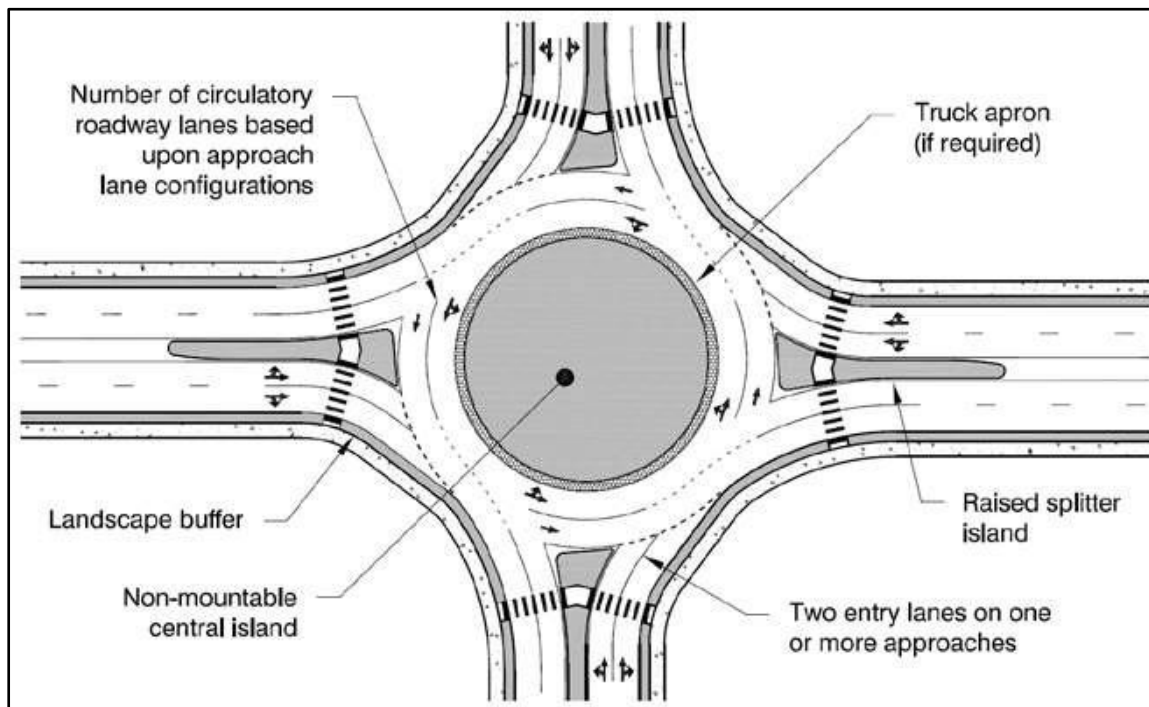 Number of circulatory
roadway lanes based
upon approach
lane configurations
Truck apron
(if required)
Landscape buffer
Raised splitter
island
Non-mountable
central island
Two entry lanes on one
or more approaches